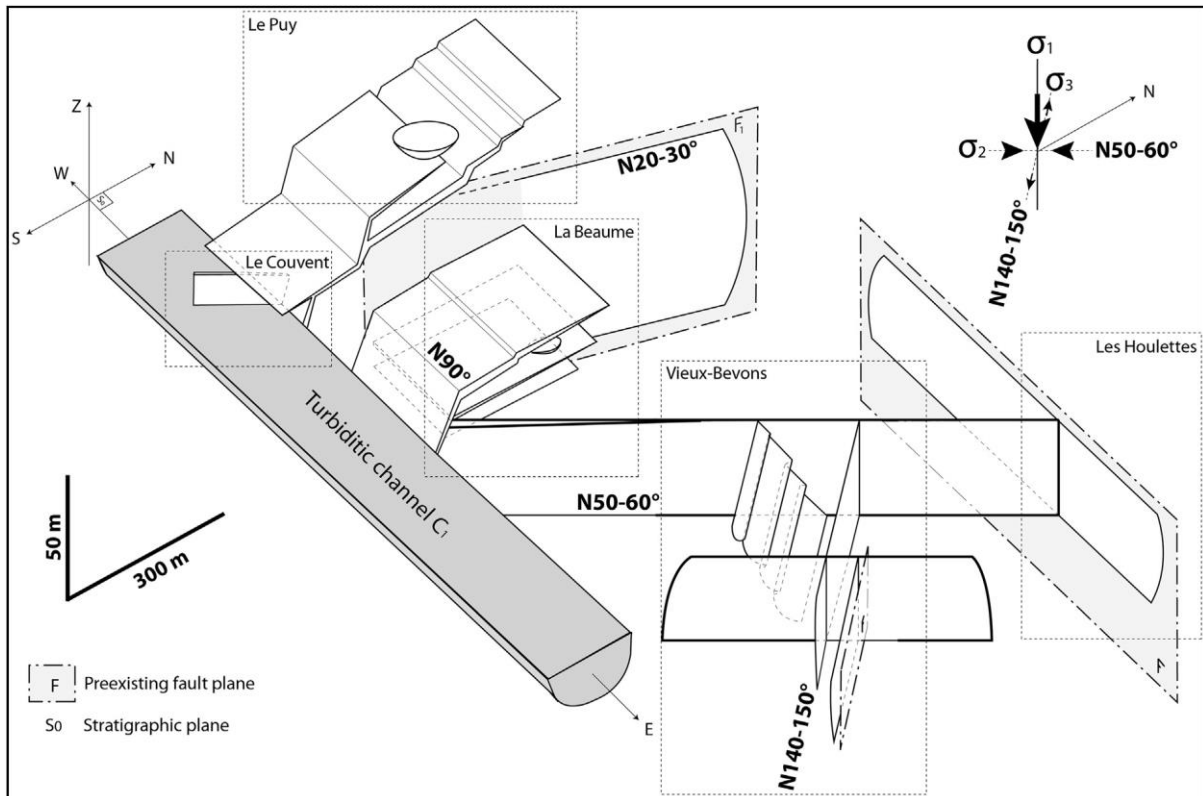 Le Puy
Z
N
W
S₀
S
σ₁
σ₃
N
σ₂
N50-60°
N140-150°
F₁
N20-30°
La Beaume
Le Couvent
N90°
Vieux-Bevons
Les Houlettes
Turbiditic channel C₁
50 m
300 m
N50-60°
F
N140-150°
E
F Preexisting fault plane
S0 Stratigraphic plane